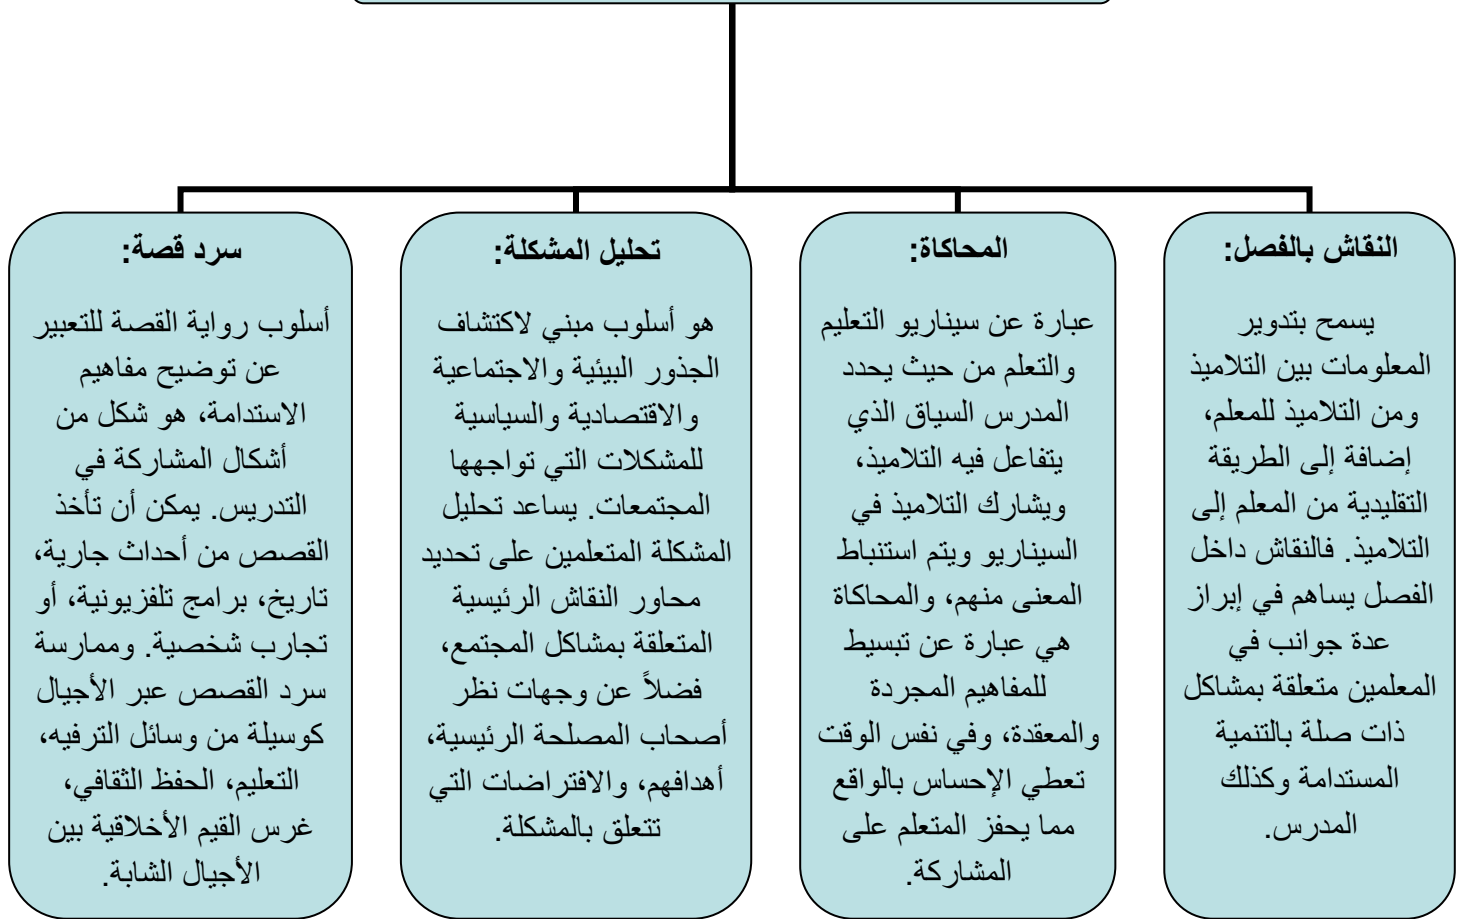 النقاش بالفصل:
يسمح بتدوير
المعلومات بين التلاميذ
ومن التلاميذ للمعلم،
إضافة إلى الطريقة
التقليدية من المعلم إلى
التلاميذ. فالنقاش داخل
الفصل يساهم في إبراز
عدة جوانب في
المعلمين متعلقة بمشاكل
ذات صلة بالتنمية
المستدامة وكذلك
المدرس.
المحاكاة:
عبارة عن سيناريو التعليم
والتعلم من حيث يحدد
المدرس السياق الذي
يتفاعل فيه التلاميذ،
ويشارك التلاميذ في
السيناريو ويتم استنباط
المعنى منهم، والمحاكاة
هي عبارة عن تبسيط
للمفاهيم المجردة
والمعقدة، وفي نفس الوقت
تعطي الإحساس بالواقع
مما يحفز المتعلم على
المشاركة.
تحليل المشكلة:
هو أسلوب مبني لاكتشاف
الجذور البيئية والاجتماعية
والاقتصادية والسياسية
للمشكلات التي تواجهها
المجتمعات. يساعد تحليل
المشكلة المتعلمين على تحديد
محاور النقاش الرئيسية
المتعلقة بمشاكل المجتمع،
فضلاً عن وجهات نظر
أصحاب المصلحة الرئيسية،
أهدافهم، والافتراضات التي
تتعلق بالمشكلة.
سرد قصة:
أسلوب رواية القصة للتعبير
عن توضيح مفاهيم
الاستدامة، هو شكل من
أشكال المشاركة في
التدريس. يمكن أن تأخذ
القصص من أحداث جارية،
تاريخ، برامج تلفزيونية، أو
تجارب شخصية. وممارسة
سرد القصص عبر الأجيال
كوسيلة من وسائل الترفيه،
التعليم، الحفظ الثقافي،
غرس القيم الأخلاقية بين
الأجيال الشابة.